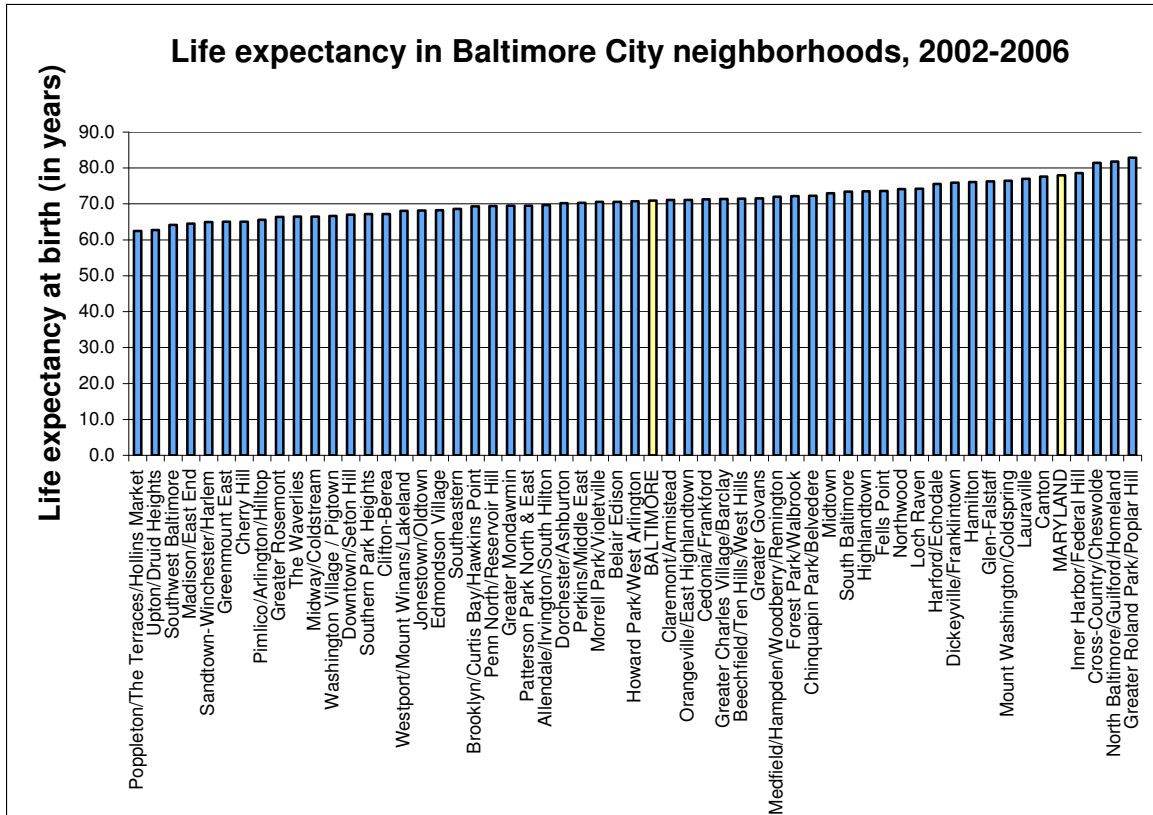 Life expectancy in Baltimore City neighborhoods, 2002-2006
Life expectancy at birth (in years)
90.0
80.0
70.0
60.0
50.0
40.0
30.0
20.0
10.0
0.0
Poppleton/The Terraces/Hollins Market
Upton/Druid Heights
Southwest Baltimore
Madison/East End
Sandtown-Winchester/Harlem
Greenmount East
Cherry Hill
Pimlico/Arlington/Hilltop
Greater Rosemont
The Waverlies
Midway/Coldstream
Washington Village / Pigtown
Downtown/Seton Hill
Southern Park Heights
Clifton-Berea
Westport/Mount Winans/Lakeland
Jonestown/Oldtown
Edmondson Village
Southeastern
Brooklyn/Curtis Bay/Hawkins Point
Penn North/Reservoir Hill
Greater Mondawmin
Patterson Park North & East
Allendale/Irvington/South Hilton
Dorchester/Ashburton
Perkins/Middle East
Morrell Park/Violetville
Belair Edison
Howard Park/West Arlington
BALTIMORE
Claremont/Armistead
Orangeville/East Highlandtown
Cedonia/Frankford
Greater Charles Village/Barclay
Beechfield/Ten Hills/West Hills
Greater Govans
Medfield/Hampden/Woodberry/Remington
Forest Park/Walbrook
Chinquapin Park/Belvedere
Midtown
South Baltimore
Highlandtown
Fells Point
Northwood
Loch Raven
Harford/Echodale
Dickeyville/Franklintown
Hamilton
Glen-Falstaff
Mount Washington/Coldspring
Lauraville
Canton
MARYLAND
Inner Harbor/Federal Hill
Cross-Country/Cheswolde
North Baltimore/Guilford/Homeland
Greater Roland Park/Poplar Hill